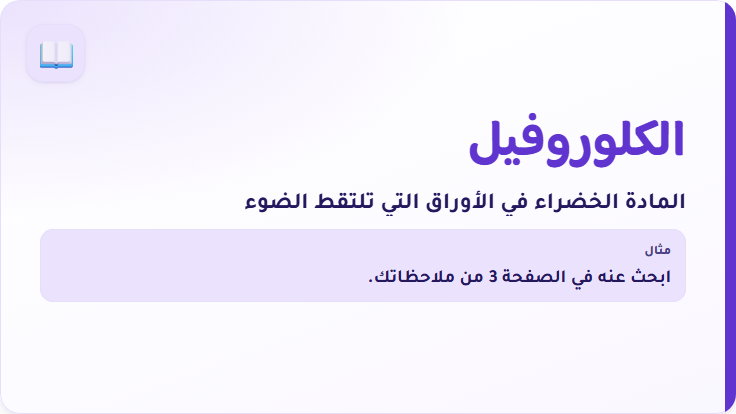 الكلوروفيل
المادة الخضراء في الأوراق التي تلتقط الضوء
مثال
ابحث عنه في الصفحة 3 من ملاحظاتك.